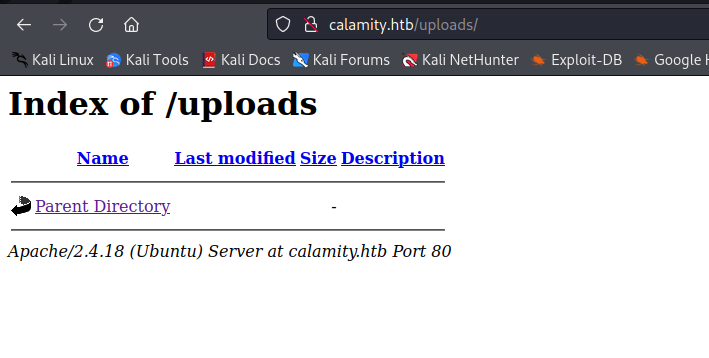 calamity.htb/uploads/
Kali Linux Kali Tools Kali Docs Kali Forums Kali NetHunter Exploit-DB Google H
Index of /uploads
Name Last modified Size Description
Parent Directory -
Apache/2.4.18 (Ubuntu) Server at calamity.htb Port 80